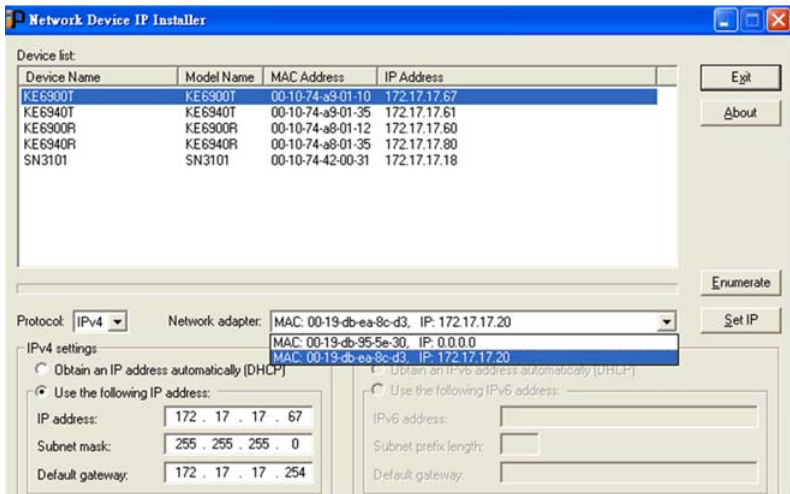 Network Device IP Installer
Device list:
Device Name Model Name MAC Address IP Address
KE6900T KE6900T 00-10-74-a9-01-10 172.17.17.67
KE6940T KE6940T 00-10-74-a9-01-35 172.17.17.61
KE6900R KE6900R 00-10-74-a8-01-12 172.17.17.60
KE6940R KE6940R 00-10-74-a8-01-35 172.17.17.80
SN3101 SN3101 00-10-74-42-00-31 172.17.17.18
Exit
About
Enumerate
Protocol: IPv4 Network adapter: MAC: 00-19-db-ea-8c-d3, IP: 172.17.17.20 Set IP
MAC: 00-19-db-95-5e-30, IP: 0.0.0.0
MAC: 00-19-db-ea-8c-d3, IP: 172.17.17.20
IPv4 settings
Obtain an IP address automatically (DHCP) Obtain an IPv6 address automatically (DHCP)
Use the following IP address: Use the following IPv6 address:
IP address: 172 . 17 . 17 . 67 IPv6 address:
Subnet mask: 255 . 255 . 255 . 0 Subnet prefix length:
Default gateway: 172 . 17 . 17 . 254 Default gateway: